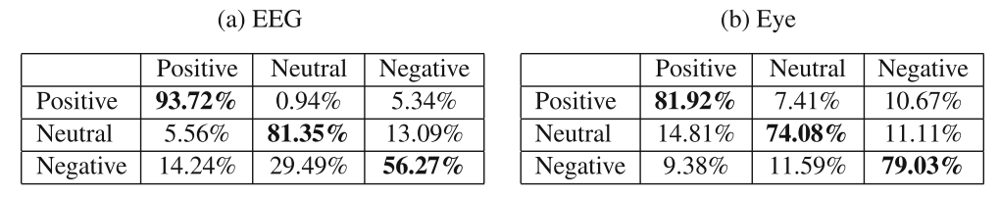 (a) EEG
Positive Neutral Negative
Positive 93.72% 0.94% 5.34%
Neutral 5.56% 81.35% 13.09%
Negative 14.24% 29.49% 56.27%
(b) Eye
Positive Neutral Negative
Positive 81.92% 7.41% 10.67%
Neutral 14.81% 74.08% 11.11%
Negative 9.38% 11.59% 79.03%